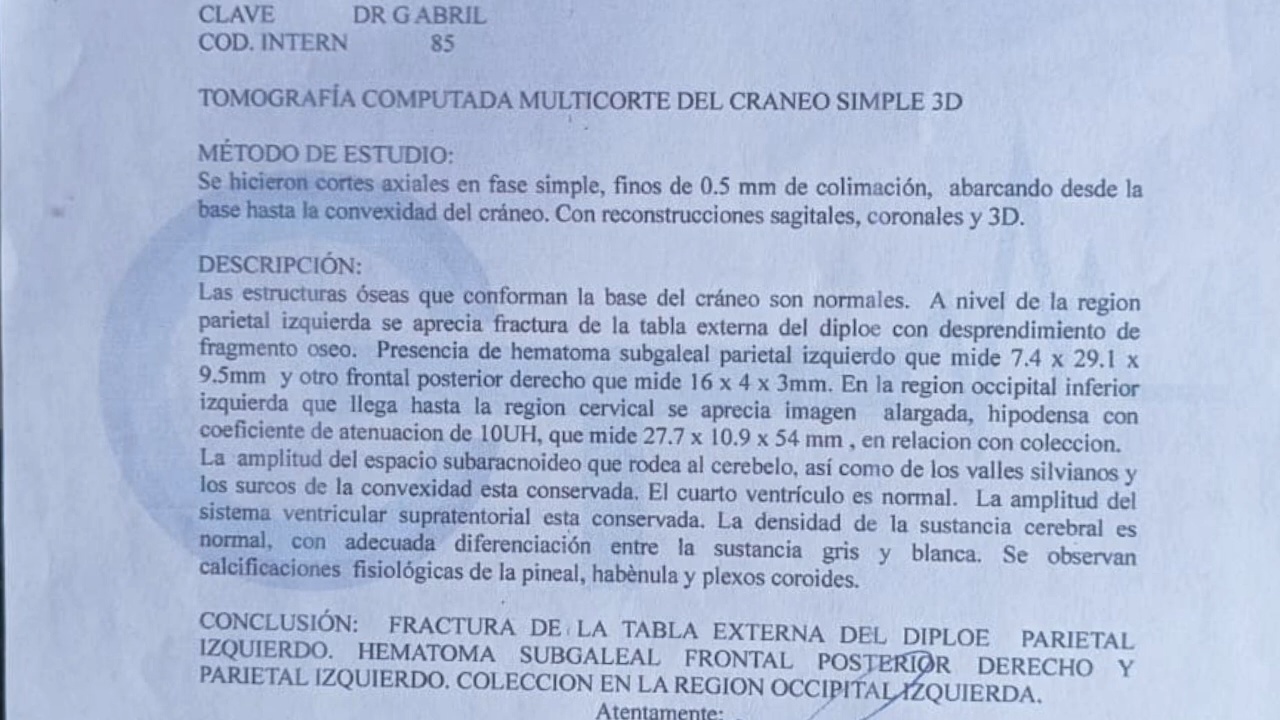 CLAVE DR G ABRIL
COD. INTERN 85
TOMOGRAFÍA COMPUTADA MULTICORTE DEL CRANEO SIMPLE 3D
MÉTODO DE ESTUDIO:
Se hicieron cortes axiales en fase simple, finos de 0.5 mm de colimación, abarcando desde la
base hasta la convexidad del cráneo. Con reconstrucciones sagitales, coronales y 3D.
DESCRIPCIÓN:
Las estructuras óseas que conforman la base del cráneo son normales. A nivel de la region
parietal izquierda se aprecia fractura de la tabla externa del diploe con desprendimiento de
fragmento oseo. Presencia de hematoma subgaleal parietal izquierdo que mide 7.4 x 29.1 x
9.5mm y otro frontal posterior derecho que mide 16 x 4 x 3mm. En la region occipital inferior
izquierda que llega hasta la region cervical se aprecia imagen alargada, hipodensa con
coeficiente de atenuacion de 10UH, que mide 27.7 x 10.9 x 54 mm , en relacion con coleccion.
La amplitud del espacio subaracnoideo que rodea al cerebelo, así como de los valles silvianos y
los surcos de la convexidad esta conservada. El cuarto ventrículo es normal. La amplitud del
sistema ventricular supratentorial esta conservada. La densidad de la sustancia cerebral es
normal, con adecuada diferenciación entre la sustancia gris y blanca. Se observan
calcificaciones fisiológicas de la pineal, habènula y plexos coroides.
CONCLUSIÓN: FRACTURA DE LA TABLA EXTERNA DEL DIPLOE PARIETAL
IZQUIERDO. HEMATOMA SUBGALEAL FRONTAL POSTERIOR DERECHO Y
PARIETAL IZQUIERDO. COLECCION EN LA REGION OCCIPITAL IZQUIERDA.
Atentamente: